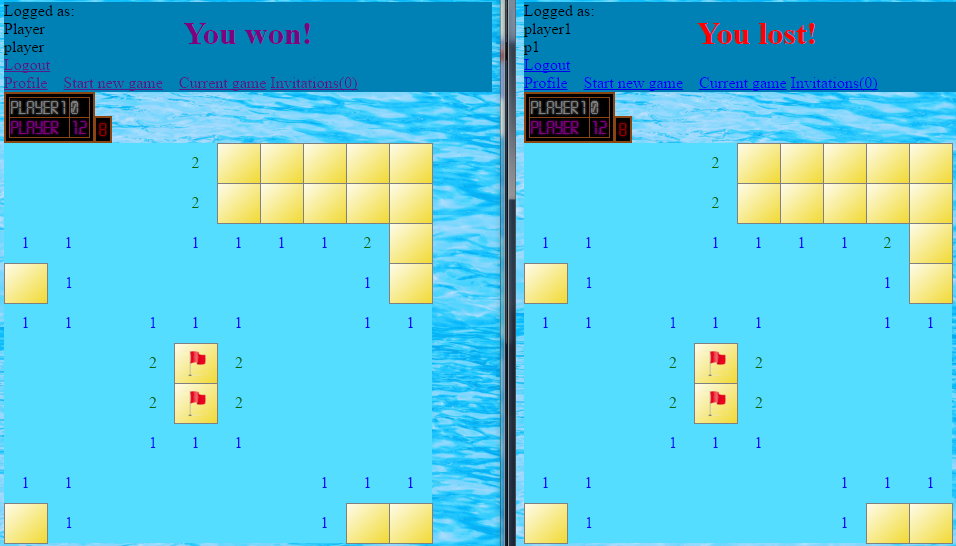 Logged as:
Player
player
You won!
Logout
Profile Start new game Current game Invitations(0)
PLAYER1 0
PLAYER 12 8
2
2
1 1 1 1 1 1 2
1 1
1 1 1 1 1 1 1
2 2
2 2
1 1 1
1 1 1 1 1
1 1
Logged as:
player1
p1
You lost!
Logout
Profile Start new game Current game Invitations(0)
PLAYER1 0
PLAYER 12 8
2
2
1 1 1 1 1 1 2
1 1
1 1 1 1 1 1 1
2 2
2 2
1 1 1
1 1 1 1 1
1 1